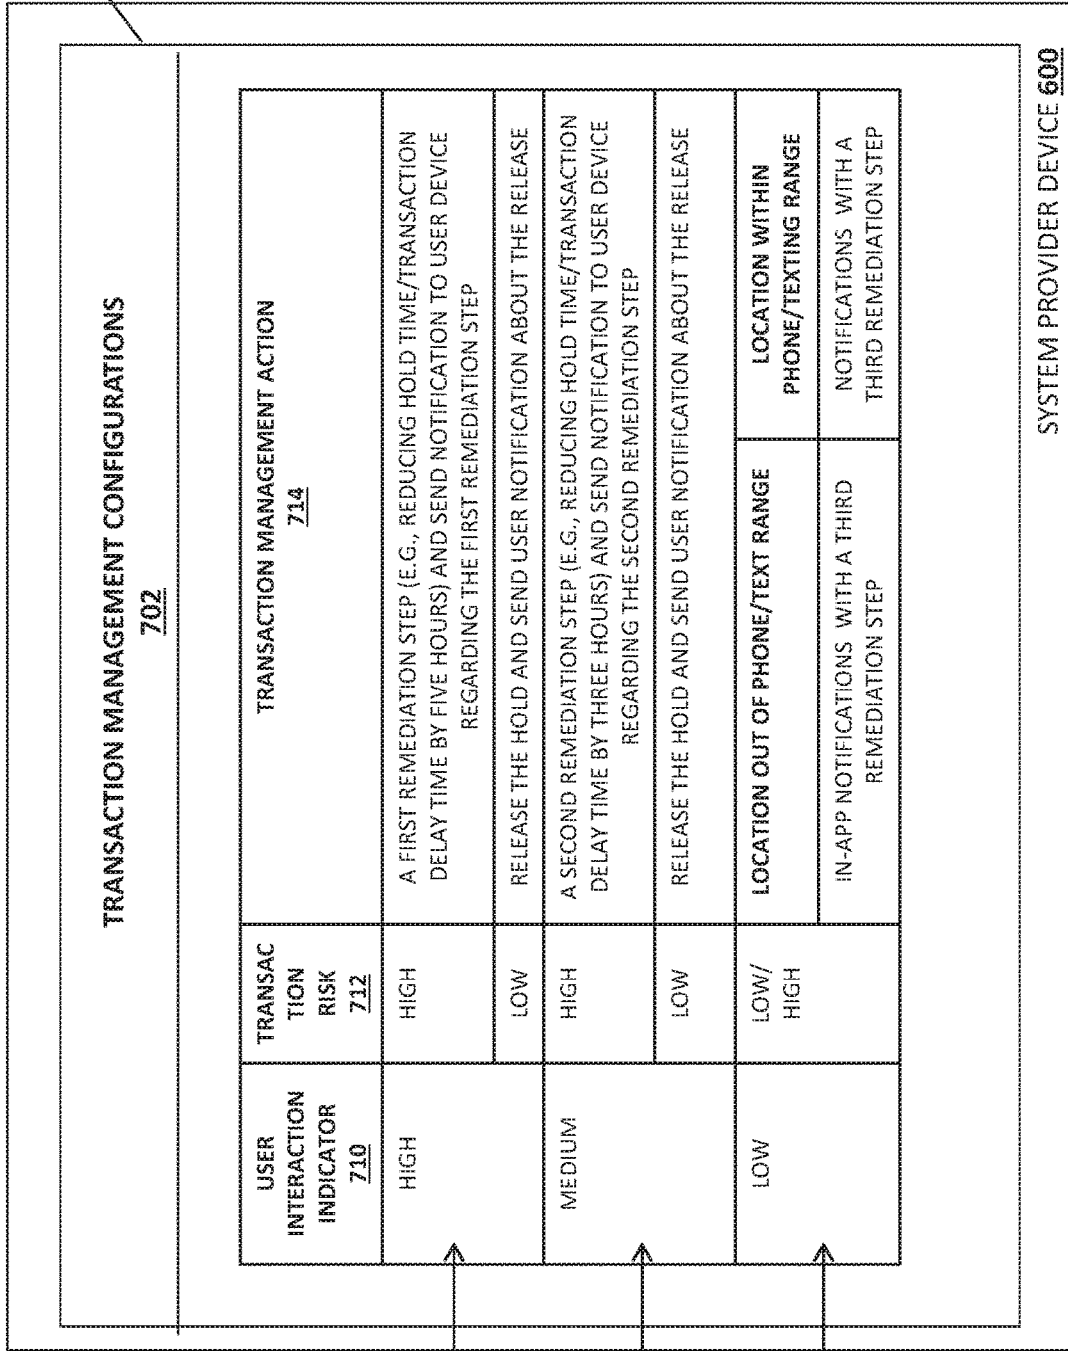 TRANSACTION MANAGEMENT CONFIGURATIONS
702
USER
INTERACTION
INDICATOR
710
TRANSAC
TION
RISK
712
TRANSACTION MANAGEMENT ACTION
714
HIGH
HIGH
A FIRST REMEDIATION STEP (E.G., REDUCING HOLD TIME/TRANSACTION
DELAY TIME BY FIVE HOURS) AND SEND NOTIFICATION TO USER DEVICE
REGARDING THE FIRST REMEDIATION STEP
LOW
RELEASE THE HOLD AND SEND USER NOTIFICATION ABOUT THE RELEASE
MEDIUM
HIGH
A SECOND REMEDIATION STEP (E.G., REDUCING HOLD TIME/TRANSACTION
DELAY TIME BY THREE HOURS) AND SEND NOTIFICATION TO USER DEVICE
REGARDING THE SECOND REMEDIATION STEP
LOW
RELEASE THE HOLD AND SEND USER NOTIFICATION ABOUT THE RELEASE
LOW
LOW/
HIGH
LOCATION OUT OF PHONE/TEXT RANGE
LOCATION WITHIN
PHONE/TEXTING RANGE
IN-APP NOTIFICATIONS WITH A THIRD
REMEDIATION STEP
NOTIFICATIONS WITH A
THIRD REMEDIATION STEP
SYSTEM PROVIDER DEVICE 600